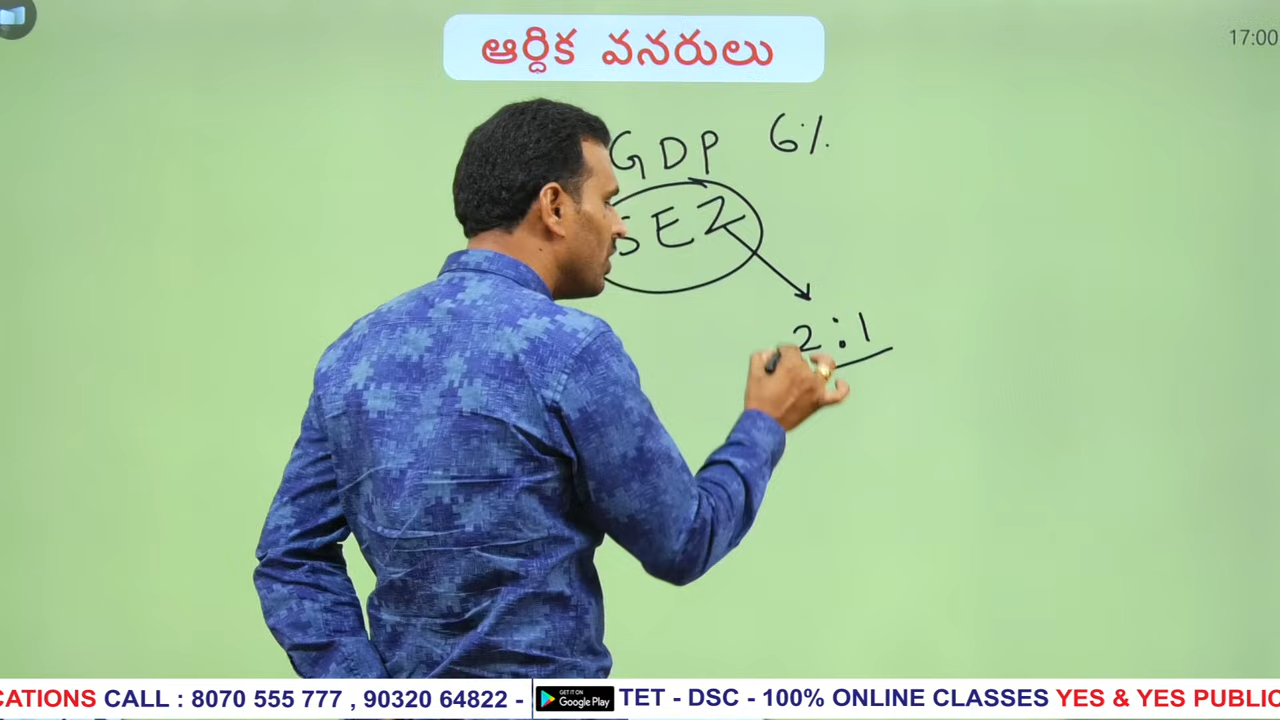 ఆర్దిక వనరులు
17:00
GDP 6%
SEZ
2:1
CATIONS CALL : 8070 555 777 , 90320 64822 - GET IT ON Google Play TET - DSC - 100% ONLINE CLASSES YES & YES PUBLIC